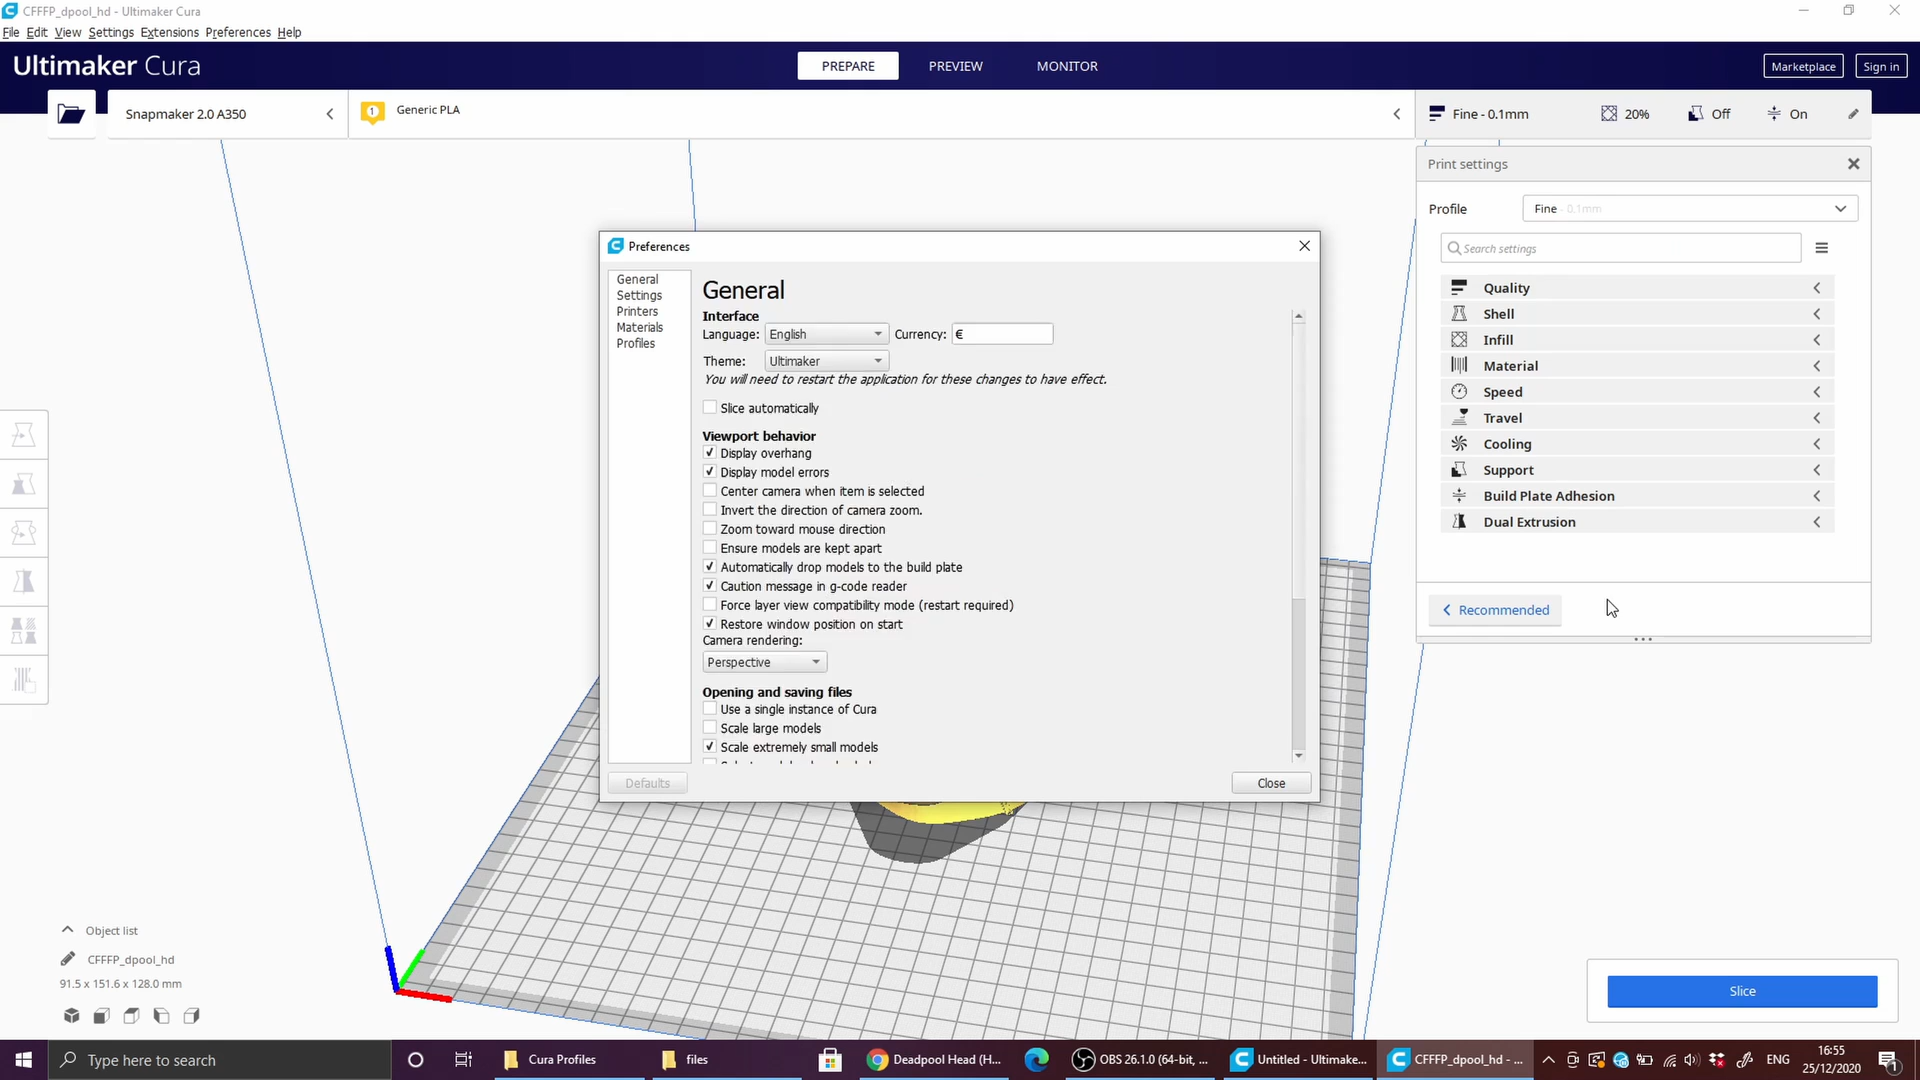 CFFFP_dpool_hd - Ultimaker Cura
File Edit View Settings Extensions Preferences Help
Ultimaker Cura
PREPARE
PREVIEW
MONITOR
Marketplace
Sign in
Snapmaker 2.0 A350
1
Generic PLA
Fine - 0.1mm
20%
Off
On
Print settings
Profile
Fine - 0.1mm
Search settings
Quality
Shell
Infill
Material
Speed
Travel
Cooling
Support
Build Plate Adhesion
Dual Extrusion
Recommended
Preferences
General
Settings
Printers
Materials
Profiles
General
Interface
Language: English Currency: €
Theme: Ultimaker
You will need to restart the application for these changes to have effect.
Slice automatically
Viewport behavior
Display overhang
Display model errors
Center camera when item is selected
Invert the direction of camera zoom.
Zoom toward mouse direction
Ensure models are kept apart
Automatically drop models to the build plate
Caution message in g-code reader
Force layer view compatibility mode (restart required)
Restore window position on start
Camera rendering:
Perspective
Opening and saving files
Use a single instance of Cura
Scale large models
Scale extremely small models
Defaults
Close
Object list
CFFFP_dpool_hd
91.5 x 151.6 x 128.0 mm
Slice
Type here to search
Cura Profiles
files
Deadpool Head (H...
OBS 26.1.0 (64-bit, ...
Untitled - Ultimake...
CFFFP_dpool_hd - ...
ENG
16:55
25/12/2020
1